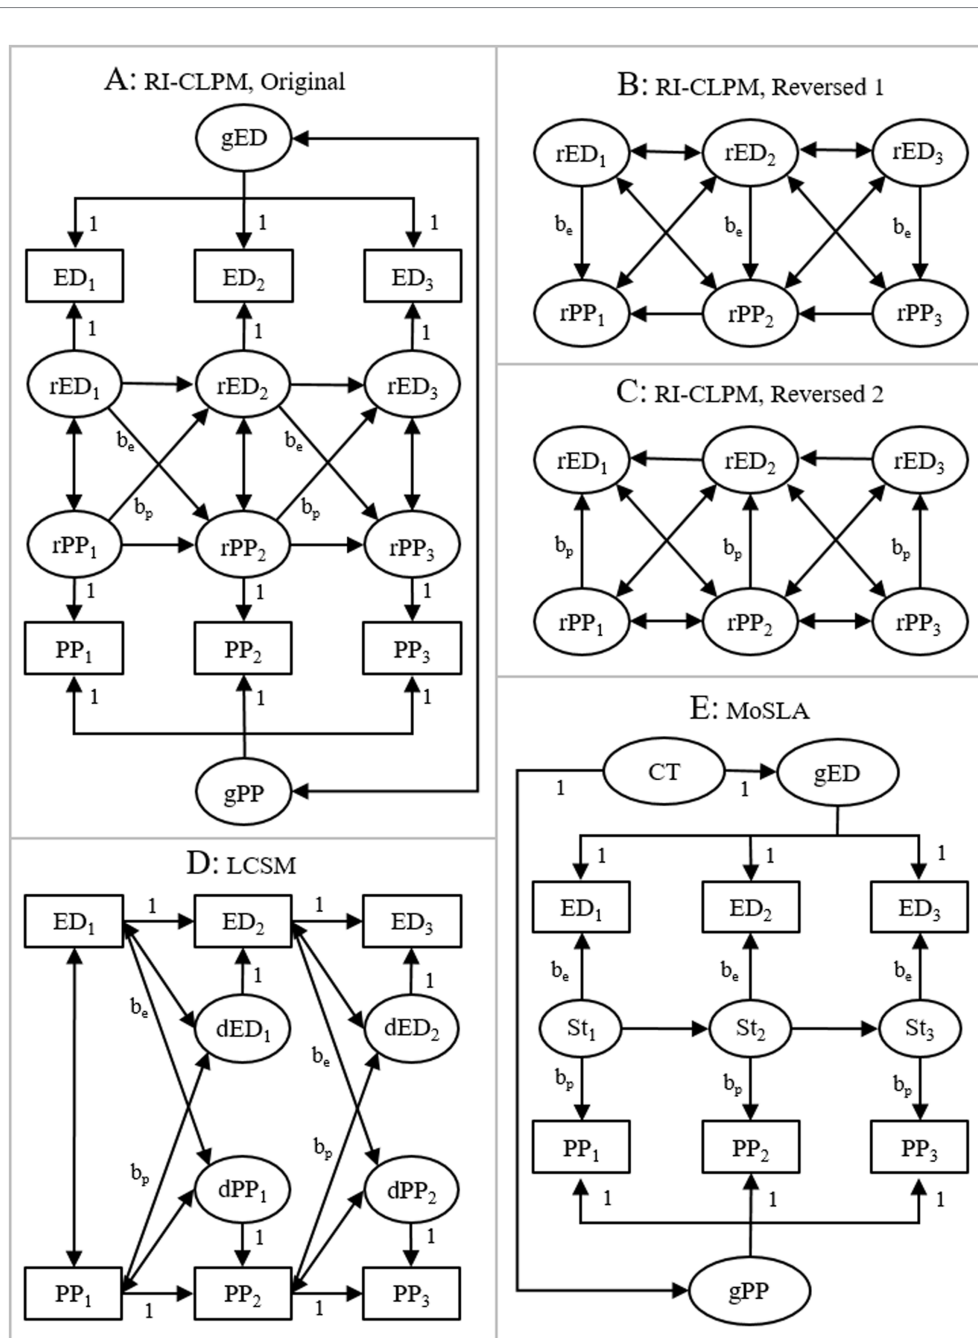 A: RI-CLPM, Original
gED
1 1 1
ED1 ED2 ED3
1 1 1
rED1 rED2 rED3
be be
bp bp
rPP1 rPP2 rPP3
1 1 1
PP1 PP2 PP3
1 1 1
gPP
B: RI-CLPM, Reversed 1
rED1 rED2 rED3
be be be
rPP1 rPP2 rPP3
C: RI-CLPM, Reversed 2
rED1 rED2 rED3
bp bp bp
rPP1 rPP2 rPP3
D: LCSM
ED1 1 ED2 1 ED3
1 1
be dED1 dED2
be
bp bp
dPP1 dPP2
1 1
PP1 1 PP2 1 PP3
E: MoSLA
CT gED
1 1
1 1 1
ED1 ED2 ED3
be be be
St1 St2 St3
bp bp bp
PP1 PP2 PP3
1 1 1
gPP